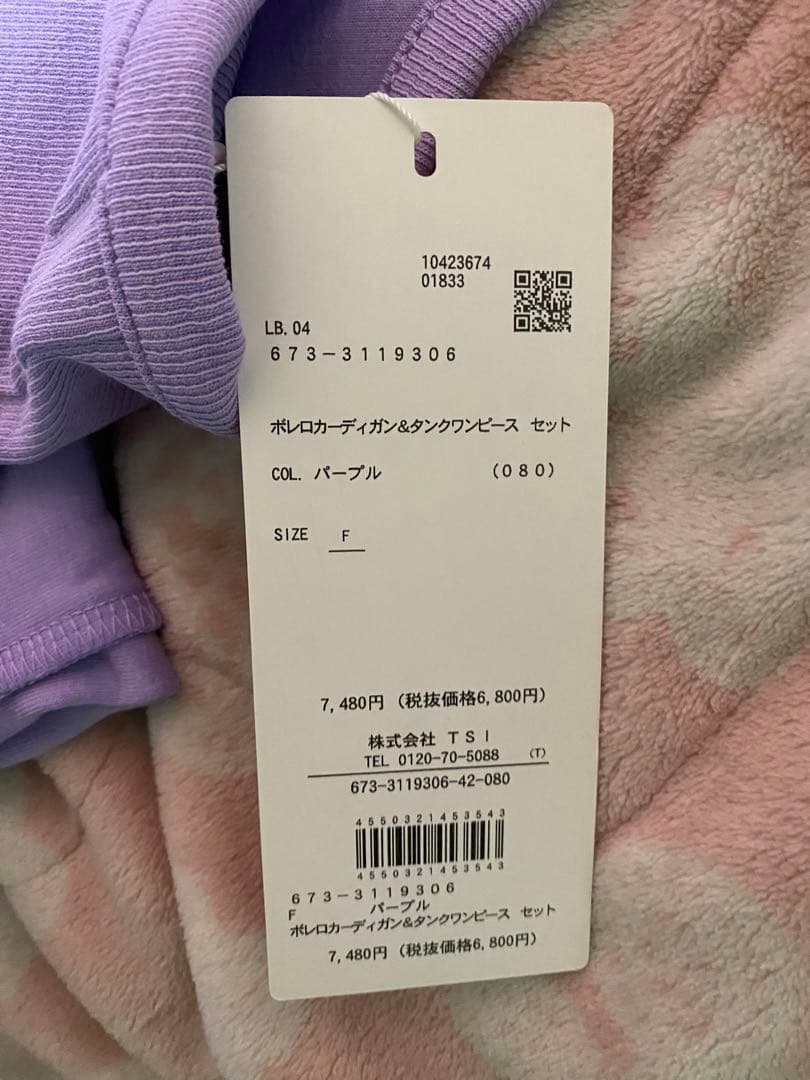 10423674
01833
LB.04
673-3119306
ボレロカーディガン&タンクワンピース セット
COL. パープル (080)
SIZE F
7,480円 (税抜価格6,800円)
株式会社 TSI
TEL 0120-70-5088 (T)
673-3119306-42-080
4550321453543
4550321453543
673-3119306
F パープル
ボレロカーディガン&タンクワンピース セット
7,480円 (税抜価格6,800円)